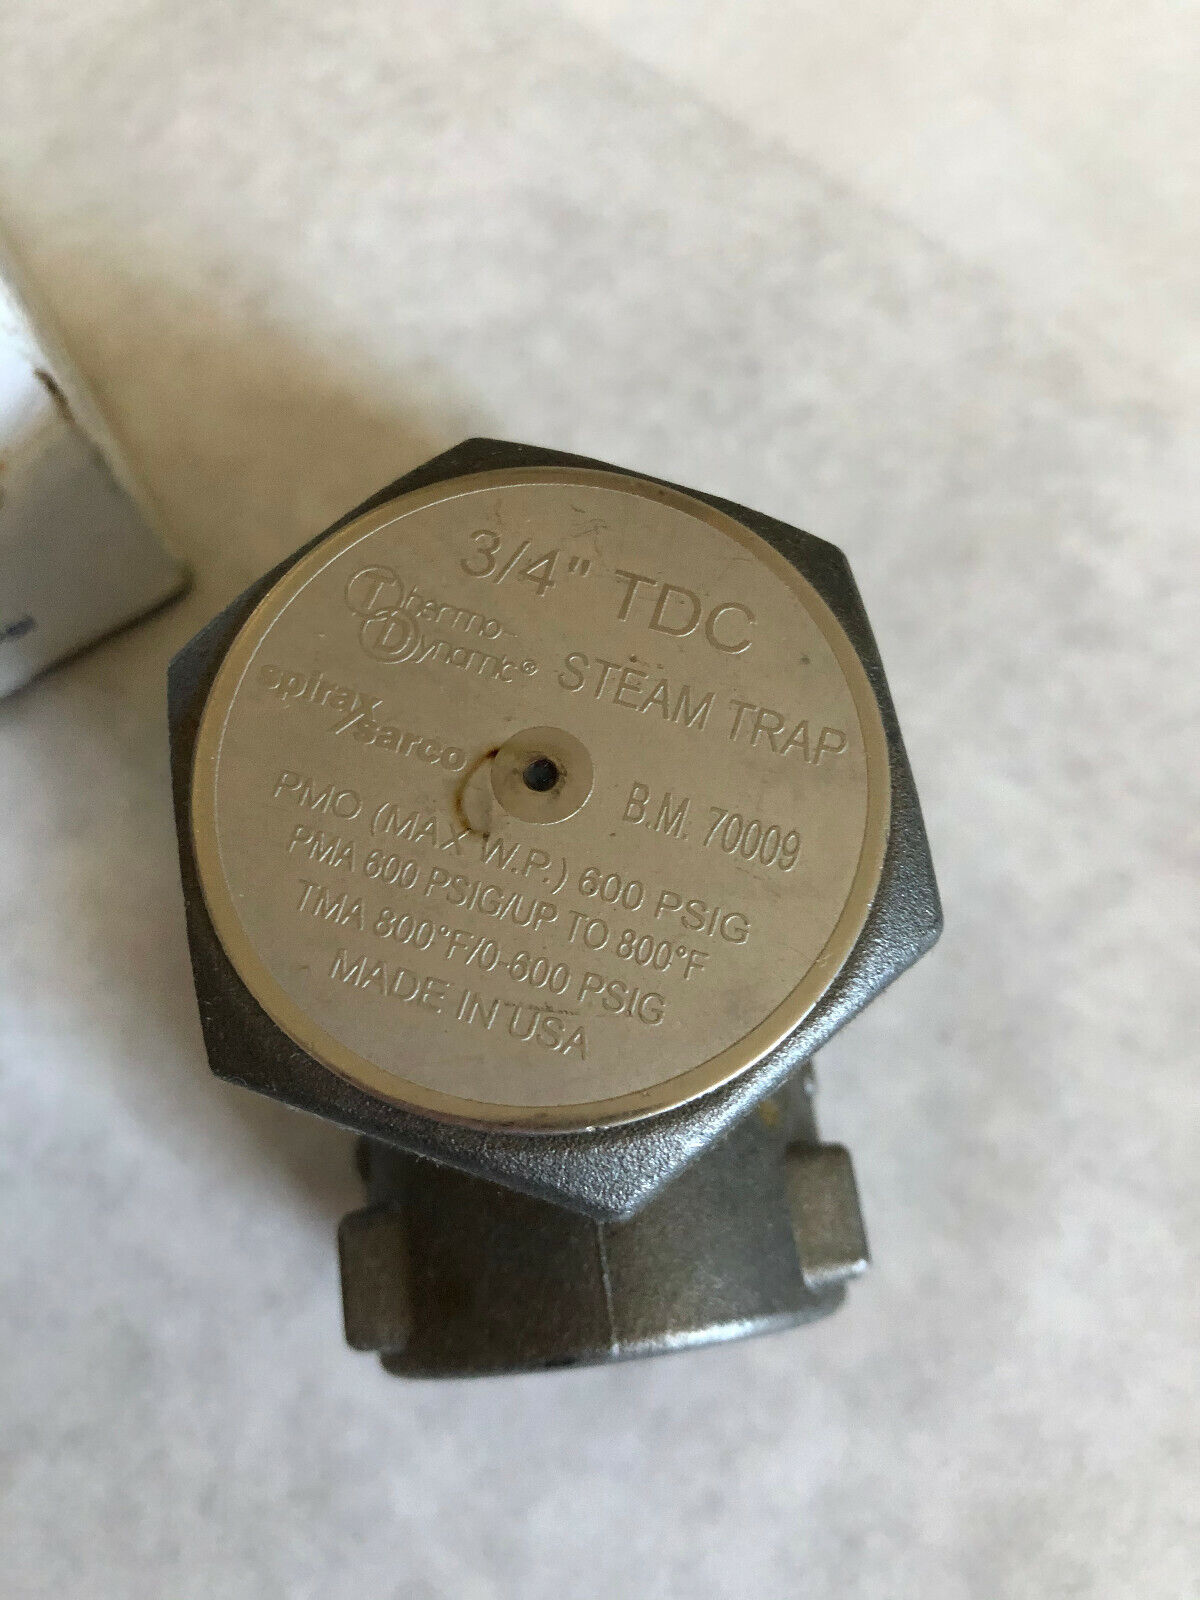 3/4" TDC
Thermo-
Dynamic® STEAM TRAP
spirax
sarco
B.M. 70009
PMO (MAX W.P.) 600 PSIG
PMA 600 PSIG/UP TO 800°F
TMA 800°F/0-600 PSIG
MADE IN USA